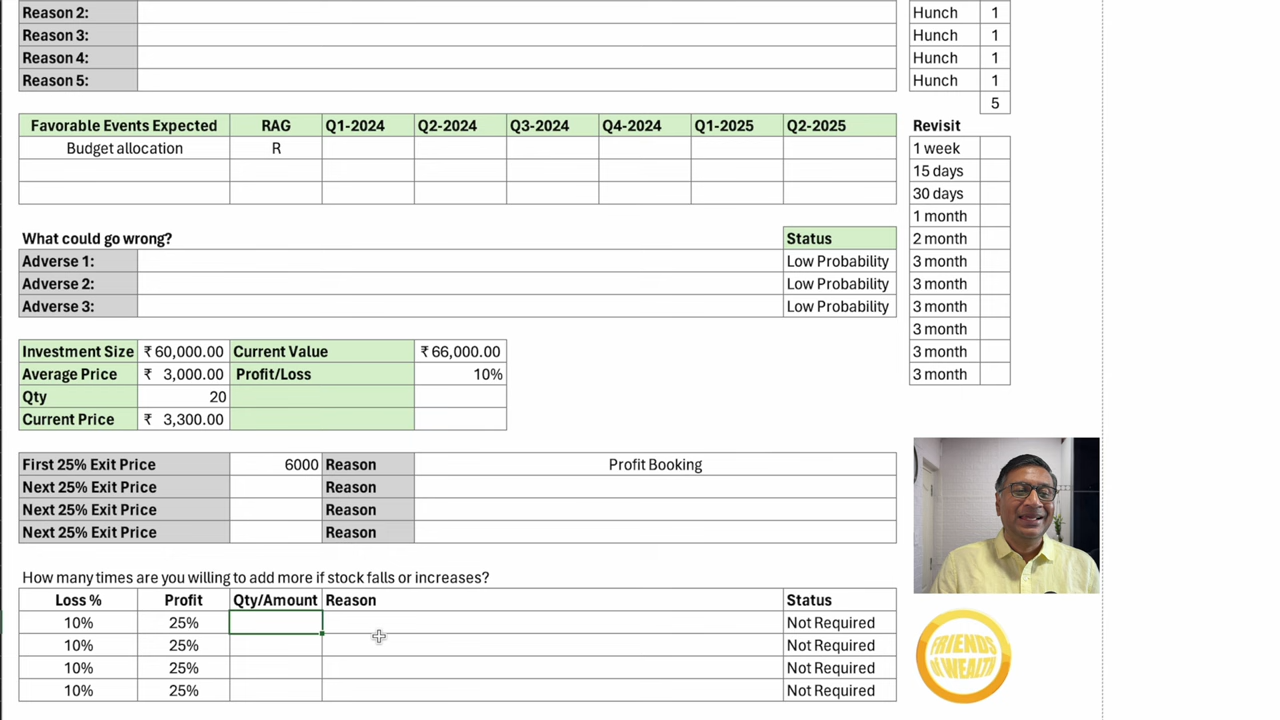 Reason 2: Hunch 1
Reason 3: Hunch 1
Reason 4: Hunch 1
Reason 5: Hunch 1
5
Favorable Events Expected RAG Q1-2024 Q2-2024 Q3-2024 Q4-2024 Q1-2025 Q2-2025 Revisit
Budget allocation R 1 week
15 days
30 days
1 month
What could go wrong? Status 2 month
Adverse 1: Low Probability 3 month
Adverse 2: Low Probability 3 month
Adverse 3: Low Probability 3 month
3 month
Investment Size ₹ 60,000.00 Current Value ₹ 66,000.00 3 month
Average Price ₹ 3,000.00 Profit/Loss 10% 3 month
Qty 20
Current Price ₹ 3,300.00
First 25% Exit Price 6000 Reason Profit Booking
Next 25% Exit Price Reason
Next 25% Exit Price Reason
Next 25% Exit Price Reason
How many times are you willing to add more if stock falls or increases?
Loss % Profit Qty/Amount Reason Status
10% 25% Not Required
10% 25% Not Required
10% 25% Not Required
10% 25% Not Required
FRIENDS
OF WEALTH